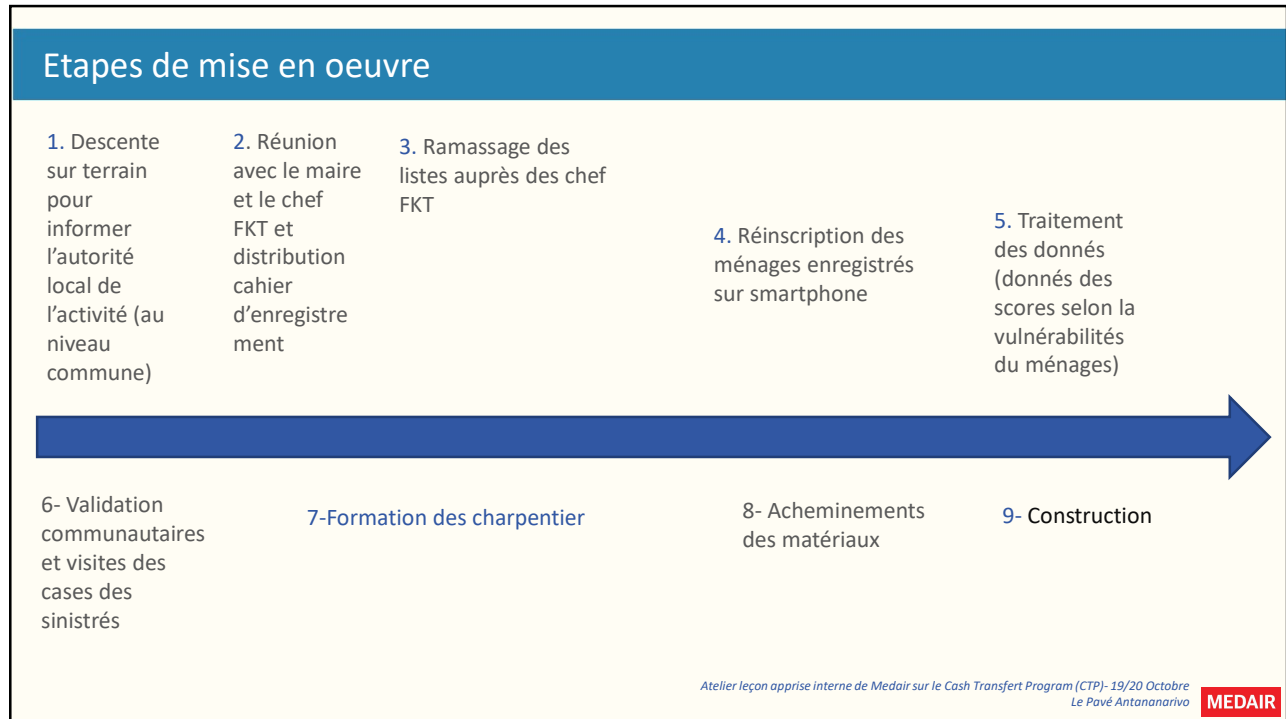 Etapes de mise en oeuvre
1. Descente
sur terrain
pour
informer
l'autorité
local de
l'activité (au
niveau
commune)
2. Réunion
avec le maire
et le chef
FKT et
distribution
cahier
d'enregistre
ment
3. Ramassage des
listes auprès des chef
FKT
4. Réinscription des
ménages enregistrés
sur smartphone
5. Traitement
des donnés
(donnés des
scores selon la
vulnérabilités
du ménages)
6- Validation
communautaires
et visites des
cases des
sinistrés
7-Formation des charpentier
8- Acheminements
des matériaux
9- Construction
Atelier leçon apprise interne de Medair sur le Cash Transfert Program (CTP)- 19/20 Octobre
Le Pavé Antananarivo
MEDAIR